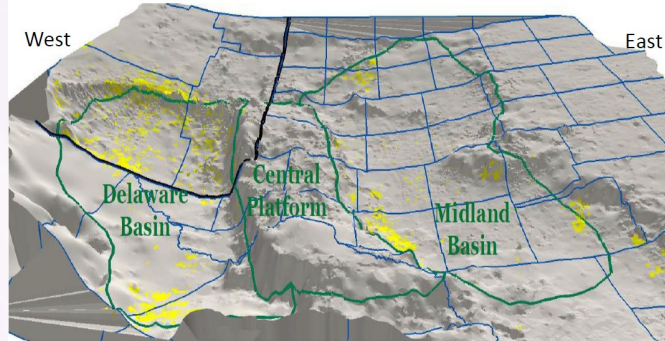 West
East
Delaware
Basin
Central
Platform
Midland
Basin